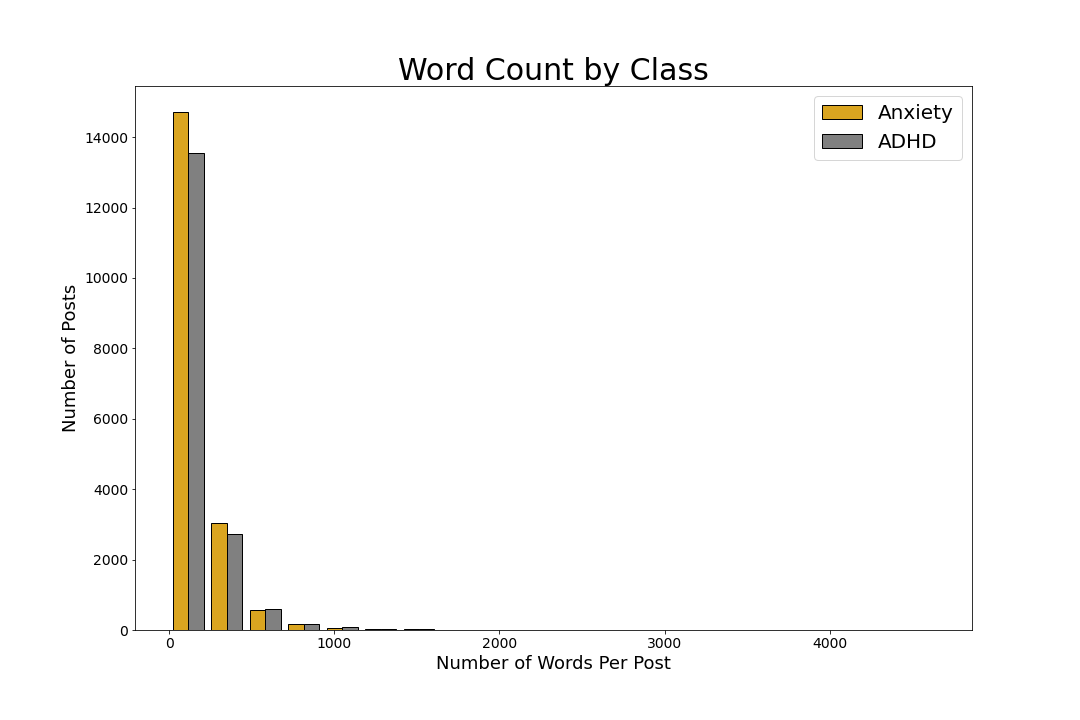 Word Count by Class
Anxiety
ADHD
14000
12000
10000
8000
6000
4000
2000
0
Number of Posts
0 1000 2000 3000 4000
Number of Words Per Post